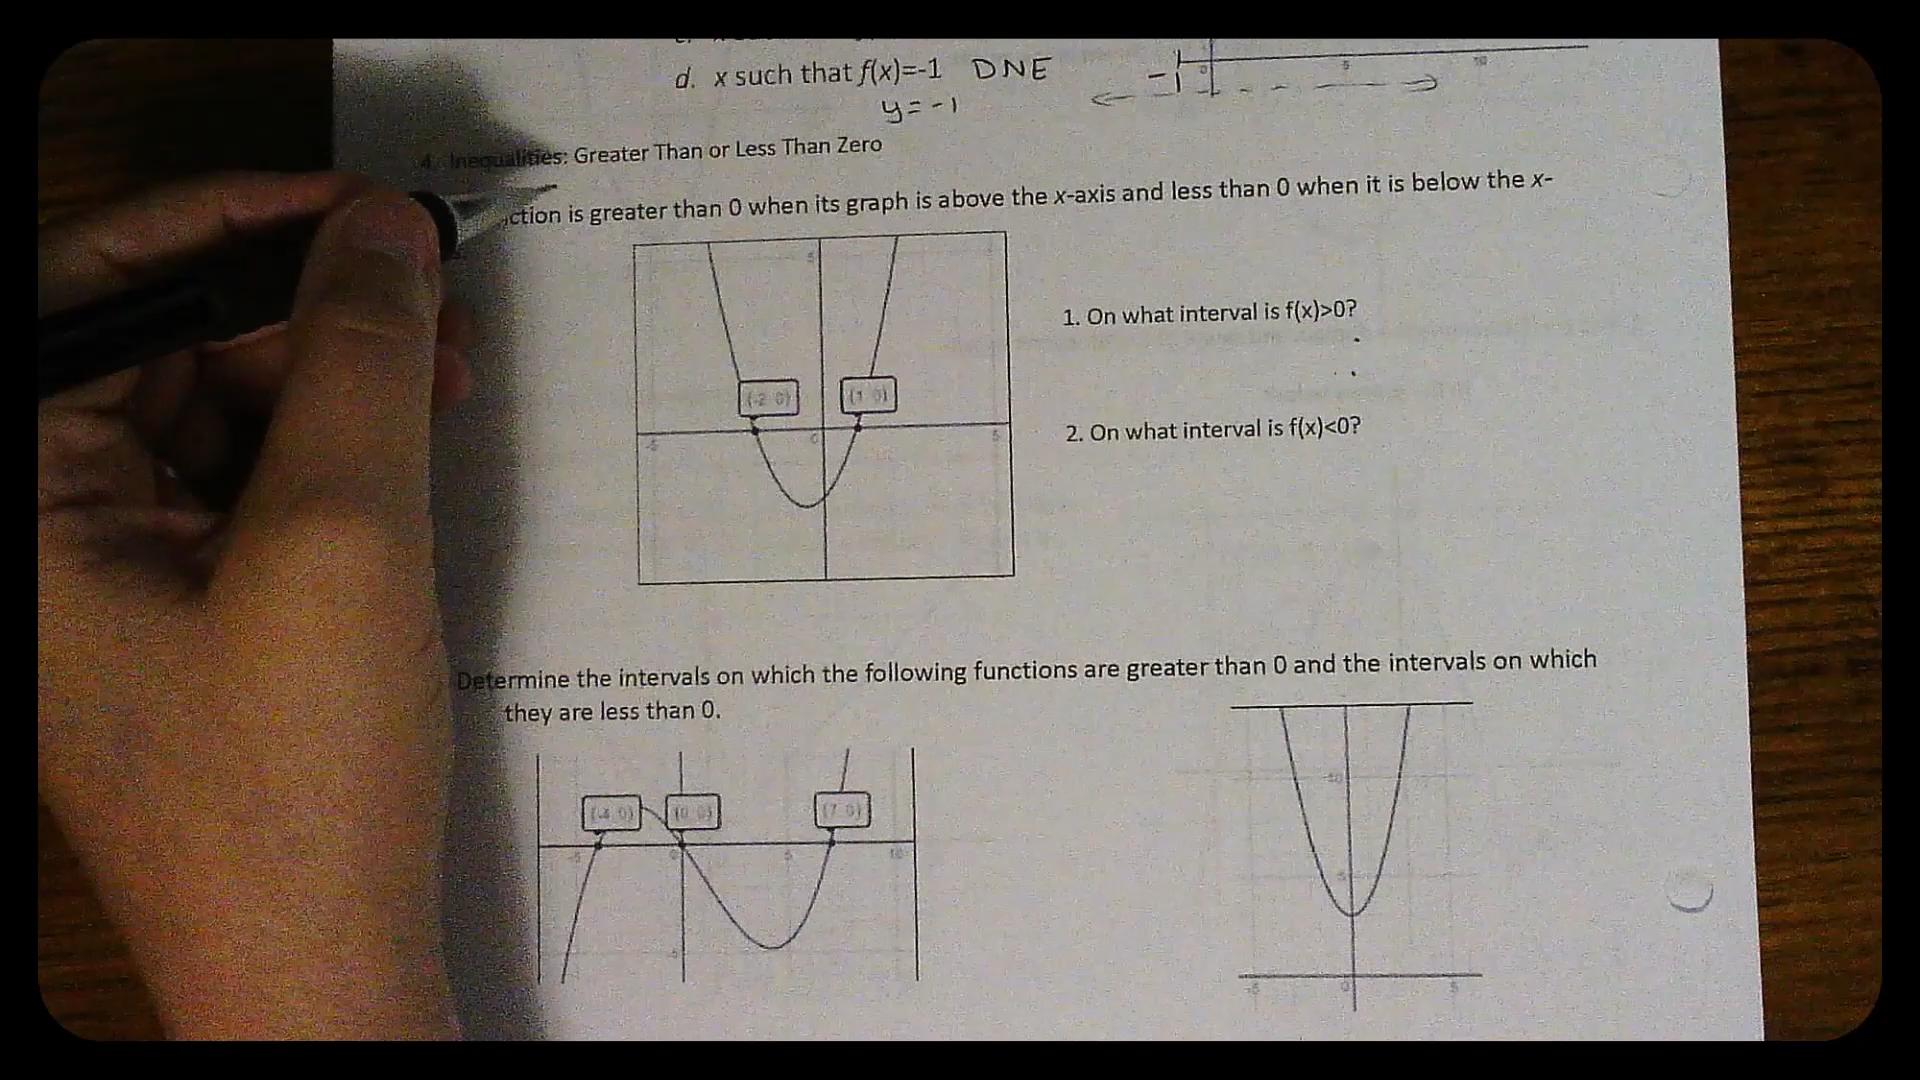 d. x such that f(x)=-1 DNE
y = -1
-1
4. Inequalities: Greater Than or Less Than Zero
is greater than 0 when its graph is above the x-axis and less than 0 when it is below the x-
1. On what interval is f(x)>0?
(-2 0) (1 0)
2. On what interval is f(x)<0?
Determine the intervals on which the following functions are greater than 0 and the intervals on which
they are less than 0.
(-4 0) (0 0) (7 0)